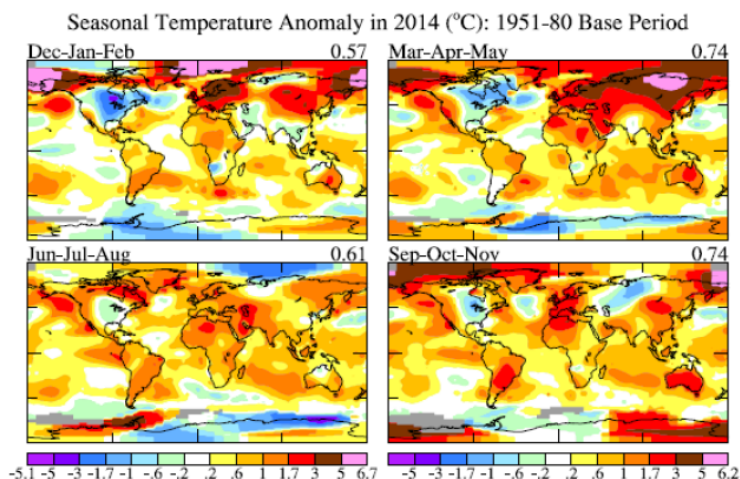 Seasonal Temperature Anomaly in 2014 (°C): 1951-80 Base Period
Dec-Jan-Feb 0.57 Mar-Apr-May 0.74
Jun-Jul-Aug 0.61 Sep-Oct-Nov 0.74
-5.1 -5 -3 -1.7 -1 -.6 -.2 .2 .6 1 1.7 3 5 6.7 -5 -3 -1.7 -1 -.6 -.2 .2 .6 1 1.7 3 5 6.2